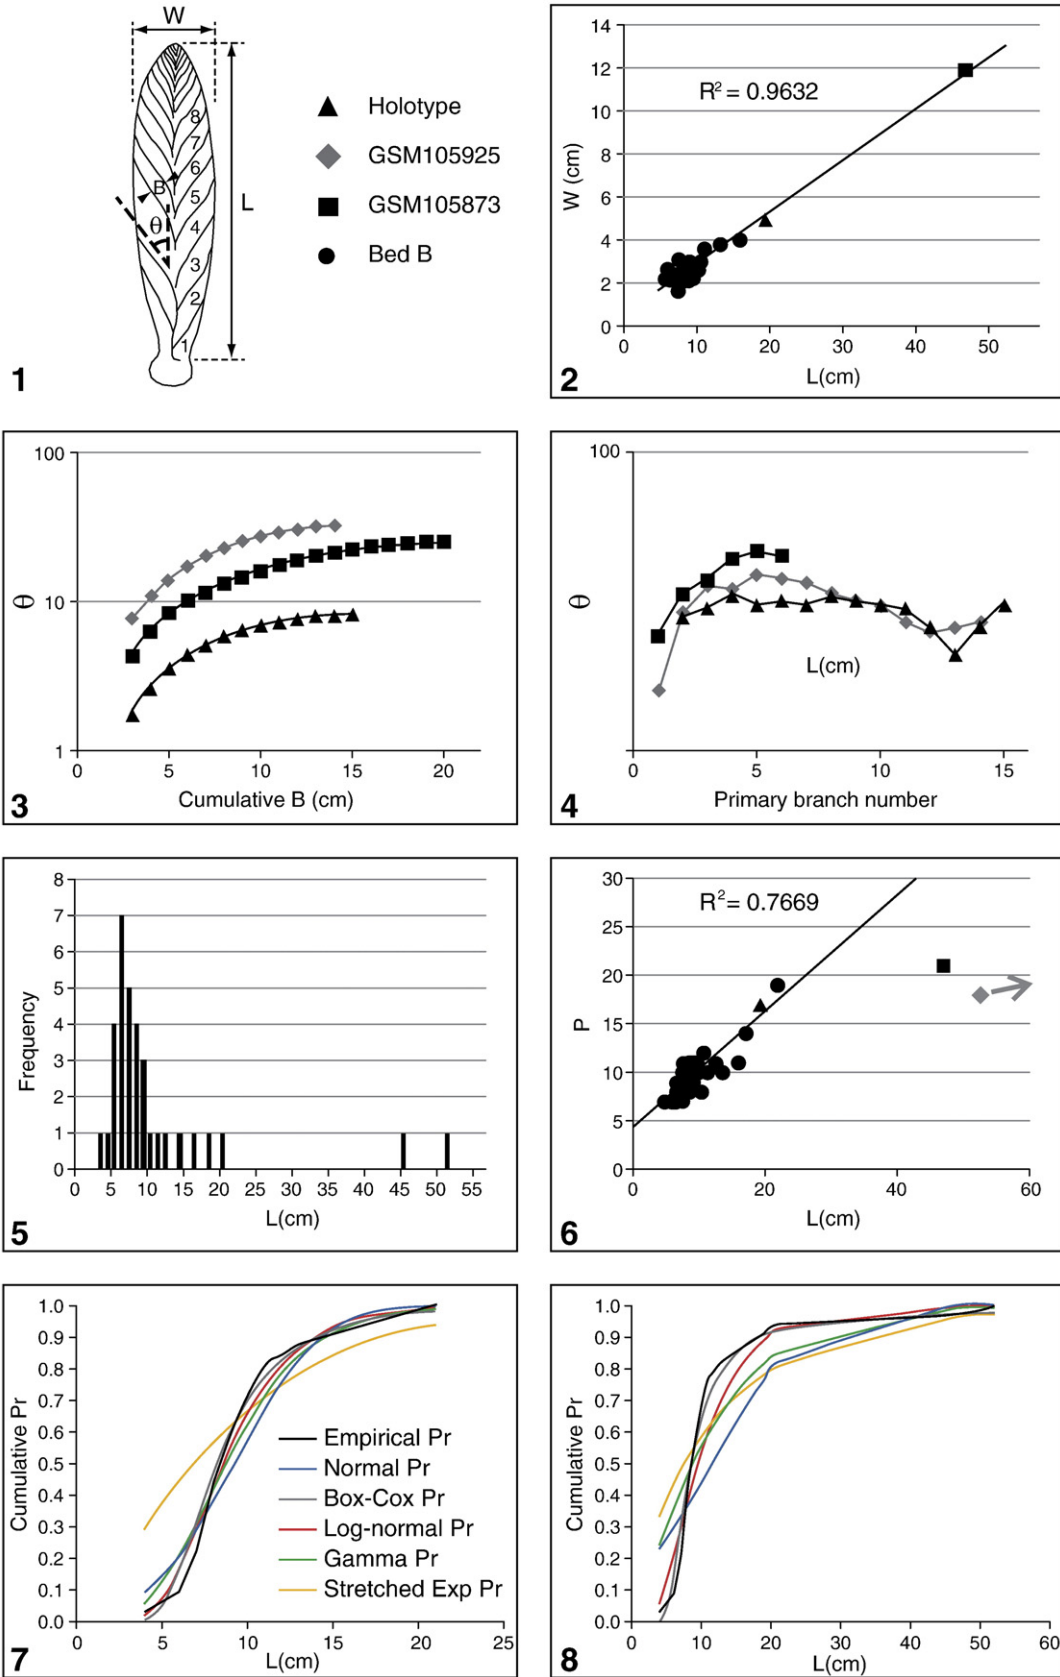 W
B
θ
L
8
7
6
5
4
3
2
1
Holotype
GSM105925
GSM105873
Bed B
1
14
12
10
8
6
4
2
0
W (cm)
R² = 0.9632
0 10 20 30 40 50
L(cm)
2
100
10
1
θ
0 5 10 15 20
Cumulative B (cm)
3
100
θ
L(cm)
0 5 10 15
Primary branch number
4
8
7
6
5
4
3
2
1
0
Frequency
0 5 10 15 20 25 30 35 40 45 50 55
L(cm)
5
30
25
20
15
10
5
0
P
R² = 0.7669
0 20 40 60
L(cm)
6
1.0
0.9
0.8
0.7
0.6
0.5
0.4
0.3
0.2
0.1
0.0
Cumulative Pr
Empirical Pr
Normal Pr
Box-Cox Pr
Log-normal Pr
Gamma Pr
Stretched Exp Pr
0 5 10 15 20 25
L(cm)
7
1.0
0.9
0.8
0.7
0.6
0.5
0.4
0.3
0.2
0.1
0.0
Cumulative Pr
0 10 20 30 40 50 60
L(cm)
8